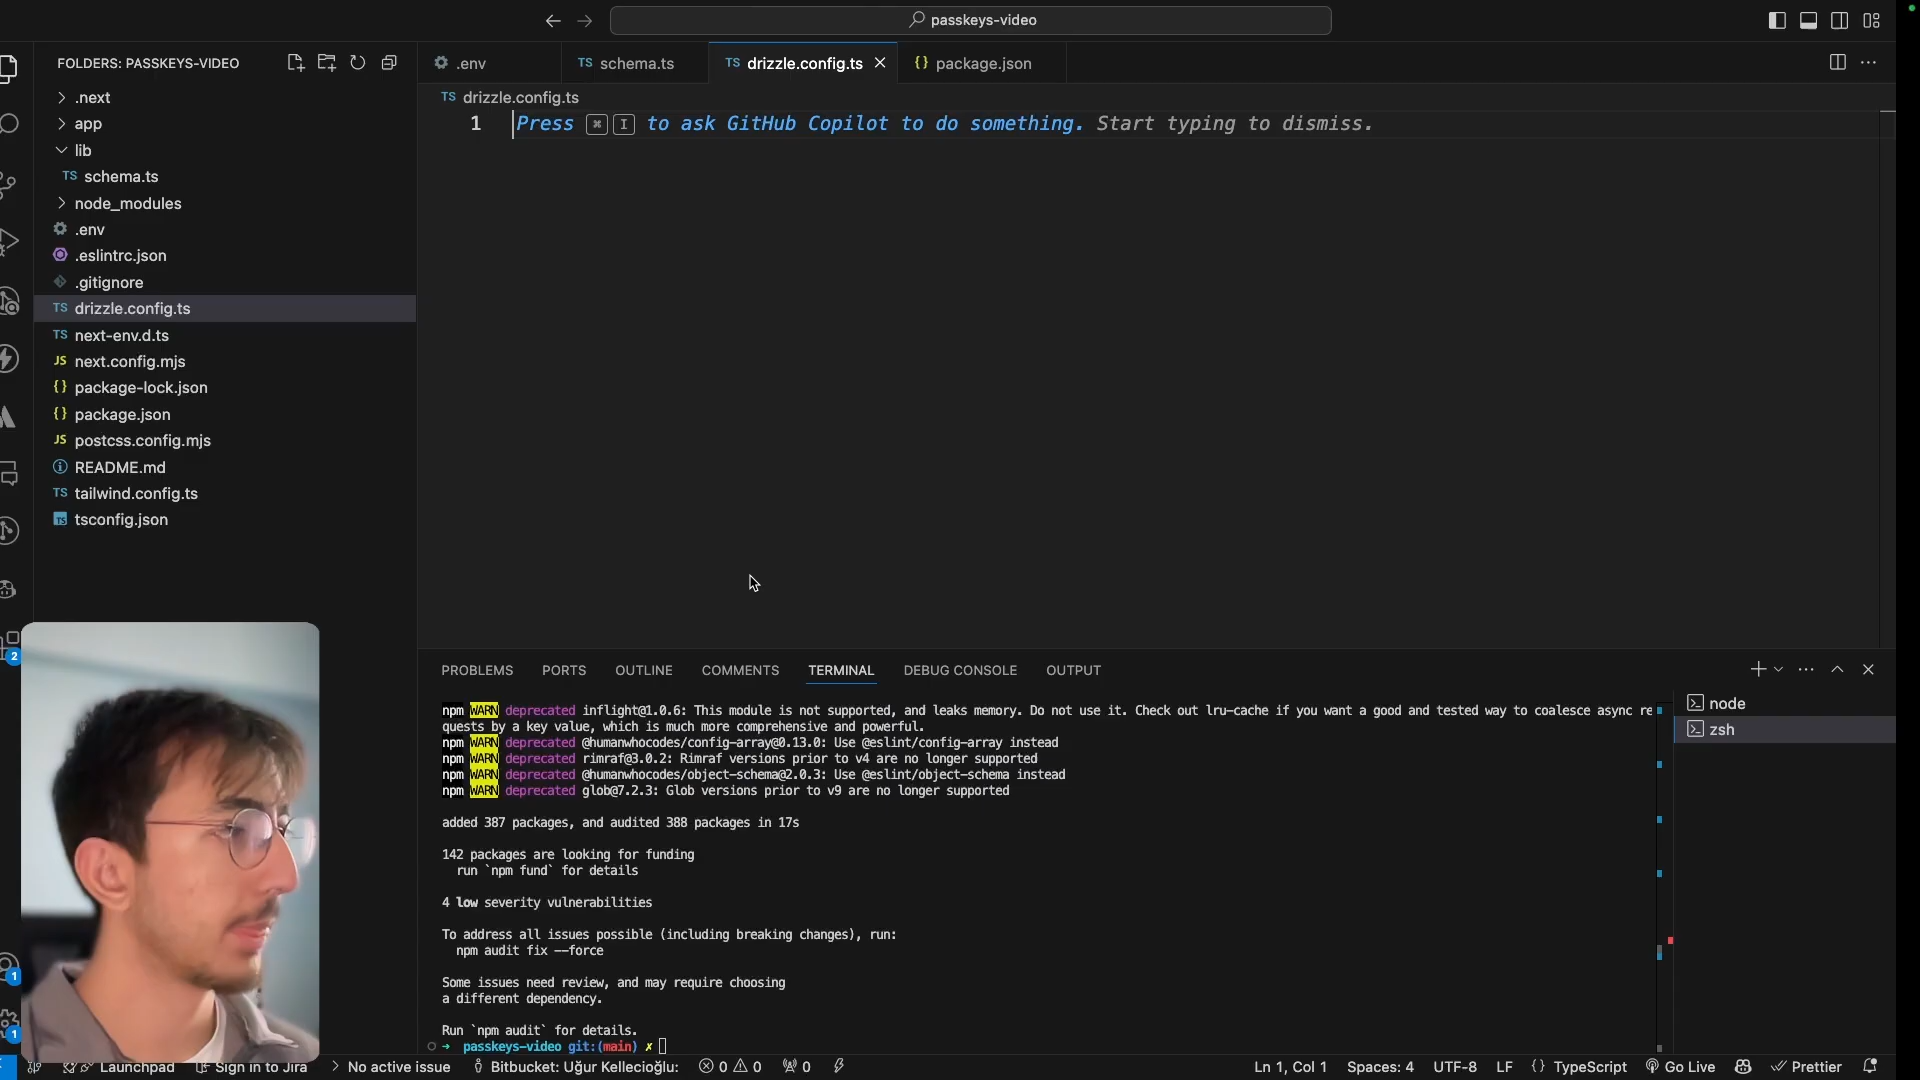 passkeys-video
FOLDERS: PASSKEYS-VIDEO
.next
app
lib
TS schema.ts
node_modules
.env
.eslintrc.json
.gitignore
TS drizzle.config.ts
TS next-env.d.ts
JS next.config.mjs
{} package-lock.json
{} package.json
JS postcss.config.mjs
README.md
TS tailwind.config.ts
TS tsconfig.json
2
1
1
.env
TS schema.ts
TS drizzle.config.ts
{} package.json
TS drizzle.config.ts
1 Press ⌘ I to ask GitHub Copilot to do something. Start typing to dismiss.
PROBLEMS PORTS OUTLINE COMMENTS TERMINAL DEBUG CONSOLE OUTPUT
npm WARN deprecated inflight@1.0.6: This module is not supported, and leaks memory. Do not use it. Check out lru-cache if you want a good and tested way to coalesce async re
quests by a key value, which is much more comprehensive and powerful.
npm WARN deprecated @humanwhocodes/config-array@0.13.0: Use @eslint/config-array instead
npm WARN deprecated rimraf@3.0.2: Rimraf versions prior to v4 are no longer supported
npm WARN deprecated @humanwhocodes/object-schema@2.0.3: Use @eslint/object-schema instead
npm WARN deprecated glob@7.2.3: Glob versions prior to v9 are no longer supported
added 387 packages, and audited 388 packages in 17s
142 packages are looking for funding
run `npm fund` for details
4 low severity vulnerabilities
To address all issues possible (including breaking changes), run:
npm audit fix --force
Some issues need review, and may require choosing
a different dependency.
Run `npm audit` for details.
➜ passkeys-video git:(main) ✗
node
zsh
Launchpad Sign in to Jira No active issue Bitbucket: Uğur Kellecioğlu: 0 0 0 Ln 1, Col 1 Spaces: 4 UTF-8 LF {} TypeScript Go Live Prettier